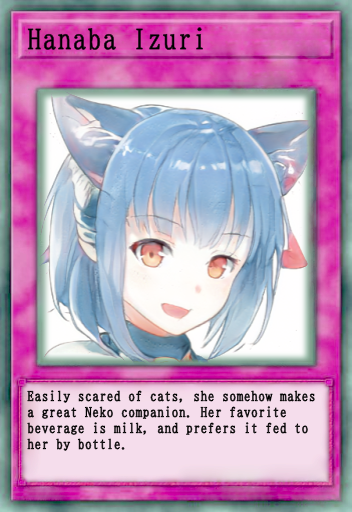 Hanaba Izuri
Easily scared of cats, she somehow makes
a great Neko companion. Her favorite
beverage is milk, and prefers it fed to
her by bottle.